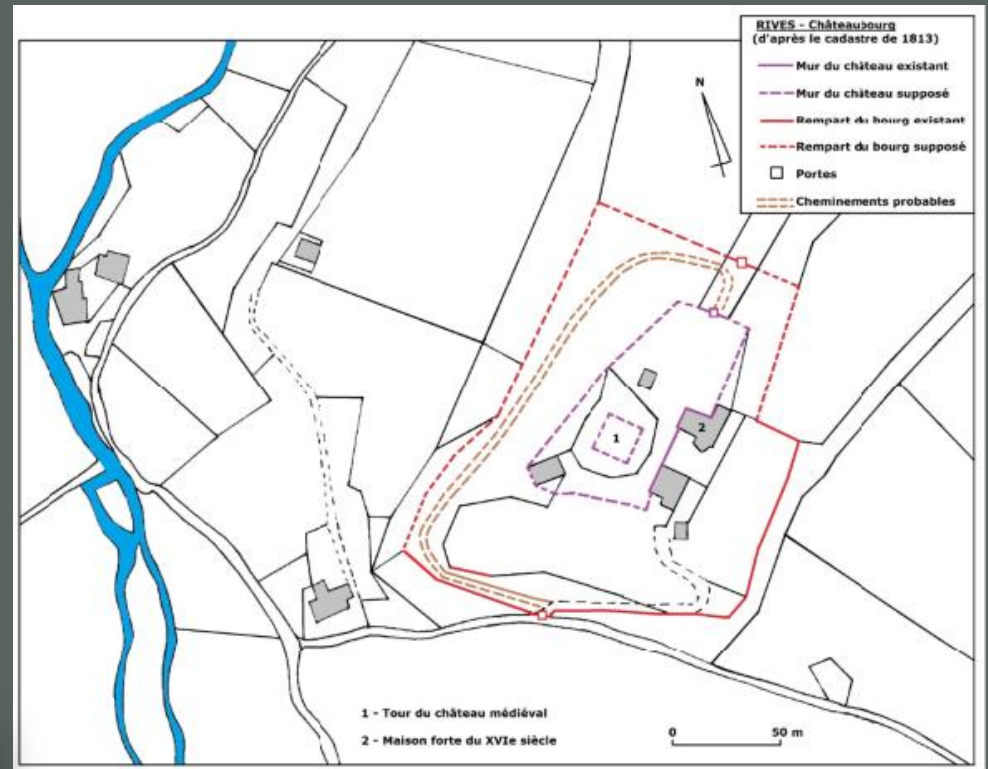 RIVES - Châteaubourg
(d'après le cadastre de 1813)
Mur du château existant
Mur du château supposé
Rempart du bourg existant
Rempart du bourg supposé
Portes
Cheminements probables
N
2
1
1 - Tour du château médiéval
2 - Maison forte du XVIe siècle
0 50 m